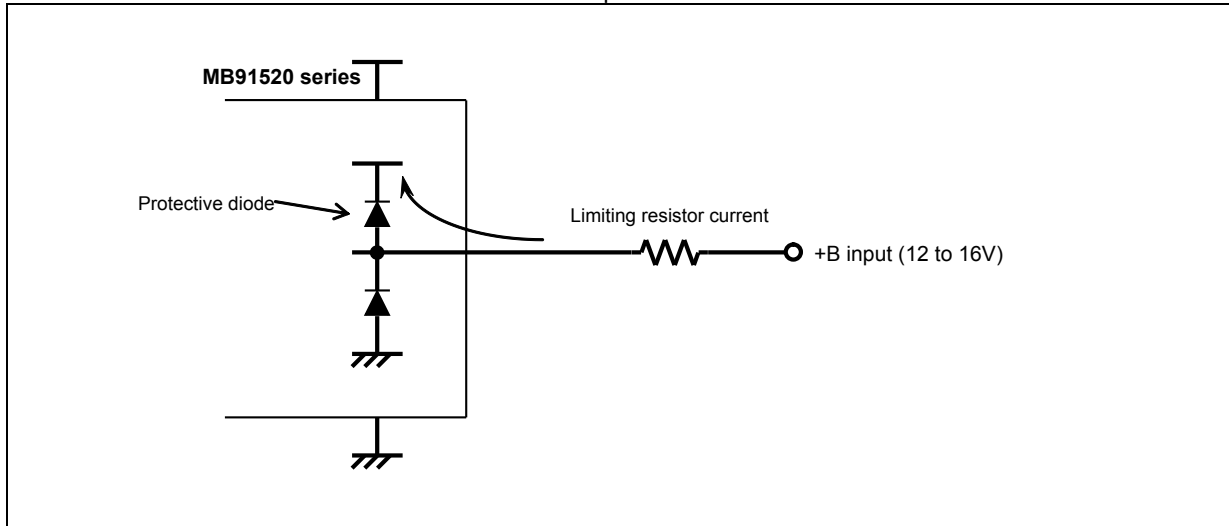 MB91520 series
Protective diode
Limiting resistor current
+B input (12 to 16V)